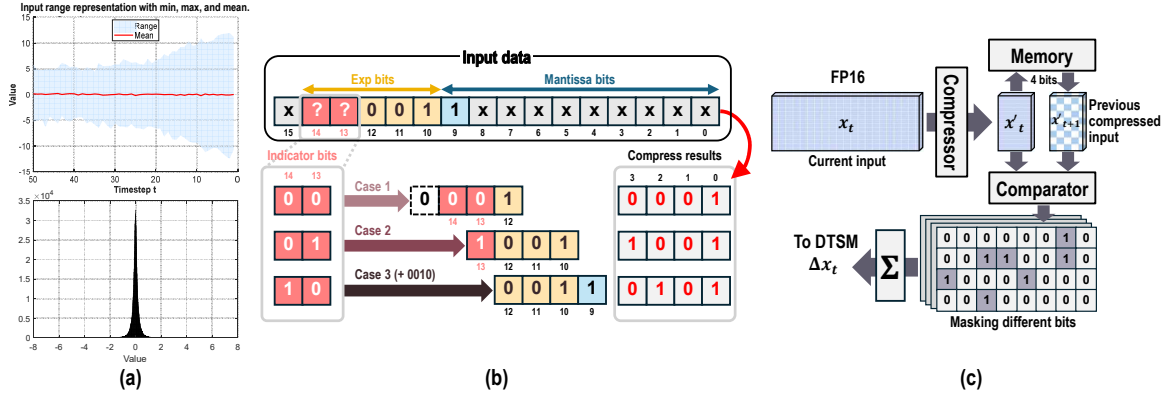 Input range representation with min, max, and mean.
15
10
5
0
-5
-10
-15
Value
Range
Mean
50 40 30 20 10 0
Timestep t
×10⁴
3.5
3
2.5
2
1.5
1
0.5
0
-8 -6 -4 -2 0 2 4 6 8
Value
(a)
Input data
Exp bits Mantissa bits
x ? ? 0 0 1 1 x x x x x x x x x
15 14 13 12 11 10 9 8 7 6 5 4 3 2 1 0
Indicator bits
14 13
Compress results
3 2 1 0
0 0 Case 1 0 0 0 1 0 0 0 1
14 13 12
0 1 Case 2 1 0 0 1 1 0 0 1
13 12 11 10
1 0 Case 3 (+ 0010) 0 0 1 1 0 1 0 1
12 11 10 9
(b)
FP16
x_t
Current input
Compressor
Memory
4 bits
x'_t
x'_{t+1}
Previous
compressed
input
Comparator
To DTSM
Δx_t
Σ
0 0 0 0 0 0 1 0
0 0 1 1 0 0 1 0
1 0 0 0 1 0 0 0
0 0 1 0 0 0 0 0
Masking different bits
(c)